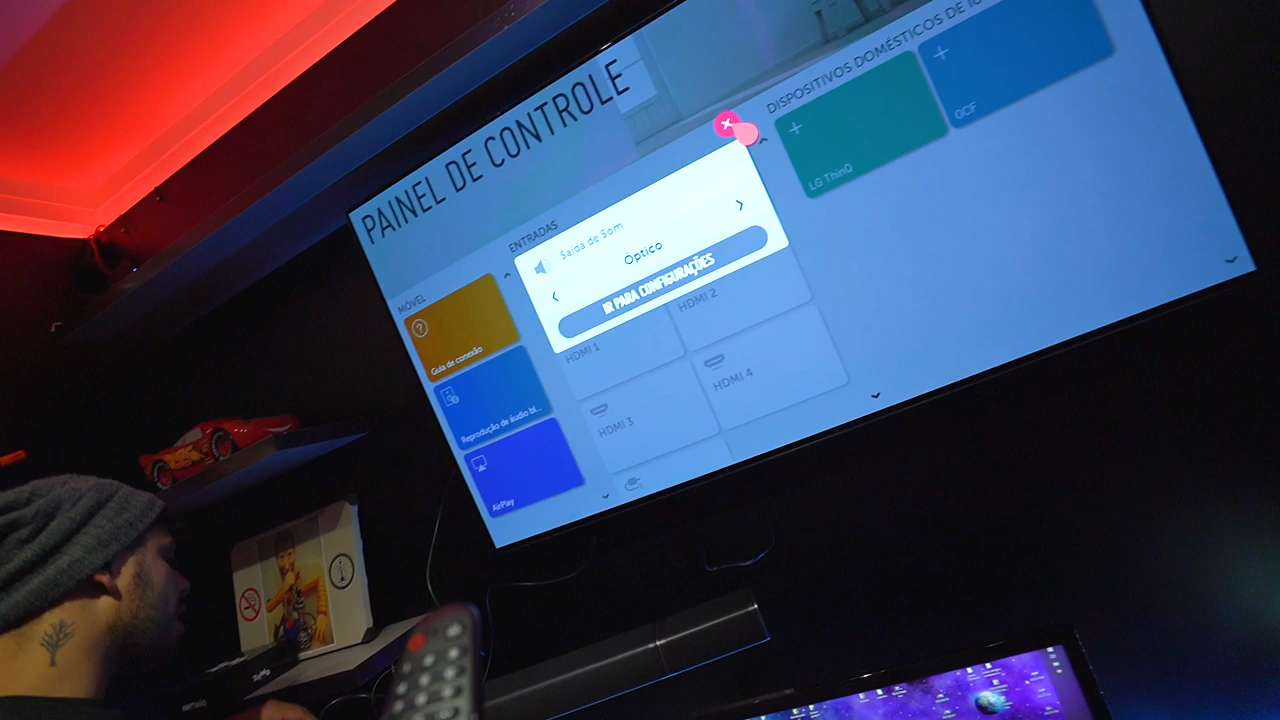 PAINEL DE CONTROLE
MÓVEL
Guia de conexão
Reprodução de áudio bl...
AirPlay
ENTRADAS
Saída de Som
Óptico
IR PARA CONFIGURAÇÕES
HDMI 1
HDMI 2
HDMI 3
HDMI 4
DISPOSITIVOS DOMÉSTICOS DE
LG ThinQ
OCF